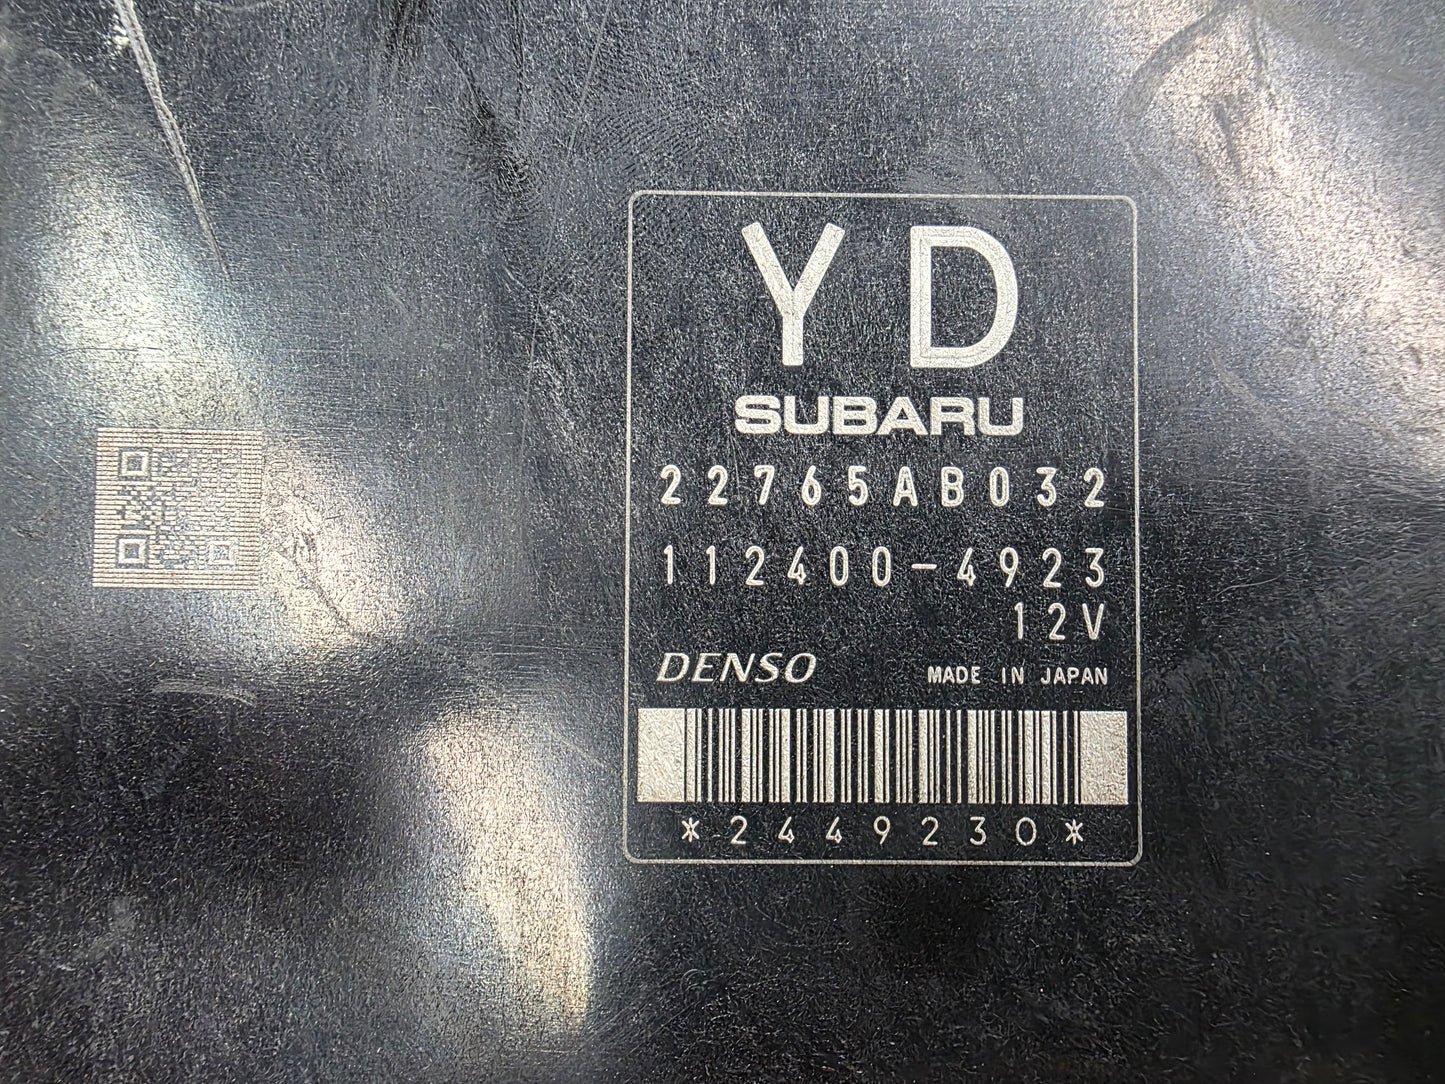 YD
SUBARU
22765AB032
112400-4923
12V
DENSO MADE IN JAPAN
*2449230*